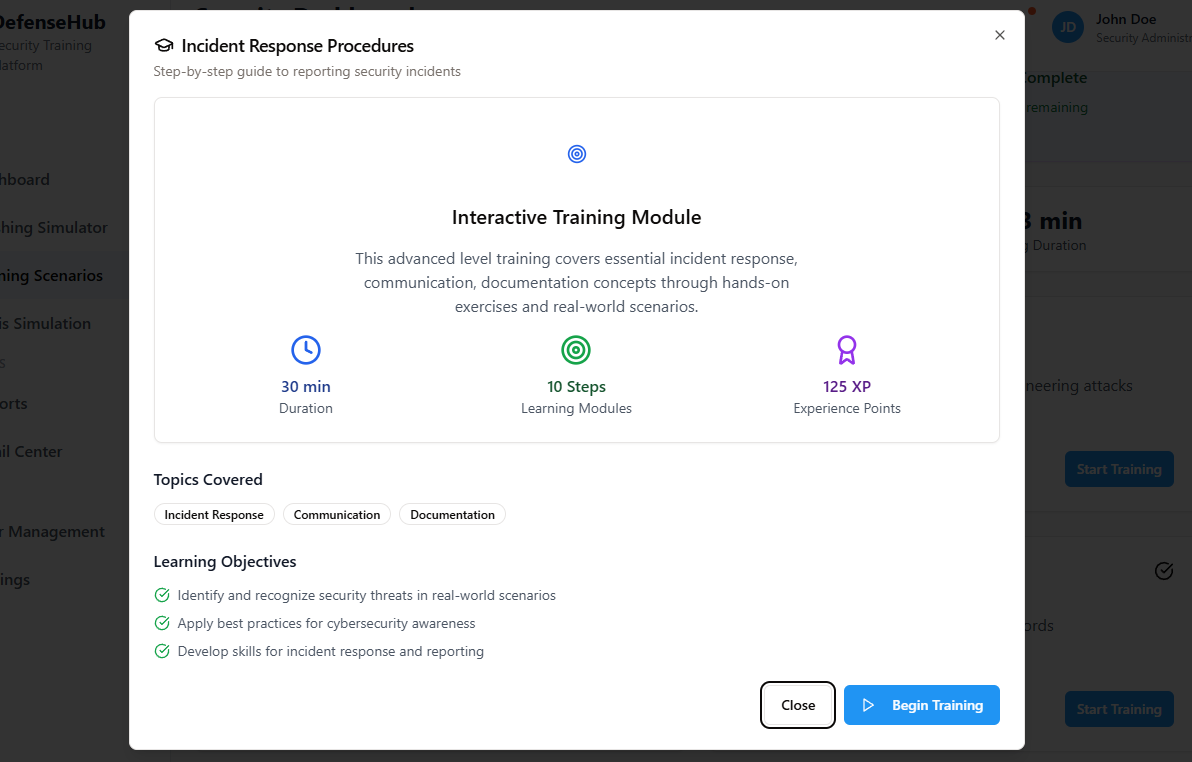 DefenseHub
ecurity Training
latform
John Doe
Security Administr
JD
hboard
hing Simulator
ning Scenarios
is Simulation
s
orts
il Center
r Management
ings
Incident Response Procedures
Step-by-step guide to reporting security incidents
Interactive Training Module
This advanced level training covers essential incident response,
communication, documentation concepts through hands-on
exercises and real-world scenarios.
30 min
Duration
10 Steps
Learning Modules
125 XP
Experience Points
Topics Covered
Incident Response
Communication
Documentation
Learning Objectives
Identify and recognize security threats in real-world scenarios
Apply best practices for cybersecurity awareness
Develop skills for incident response and reporting
Close
Begin Training
omplete
remaining
min
Duration
neering attacks
Start Training
ords
Start Training